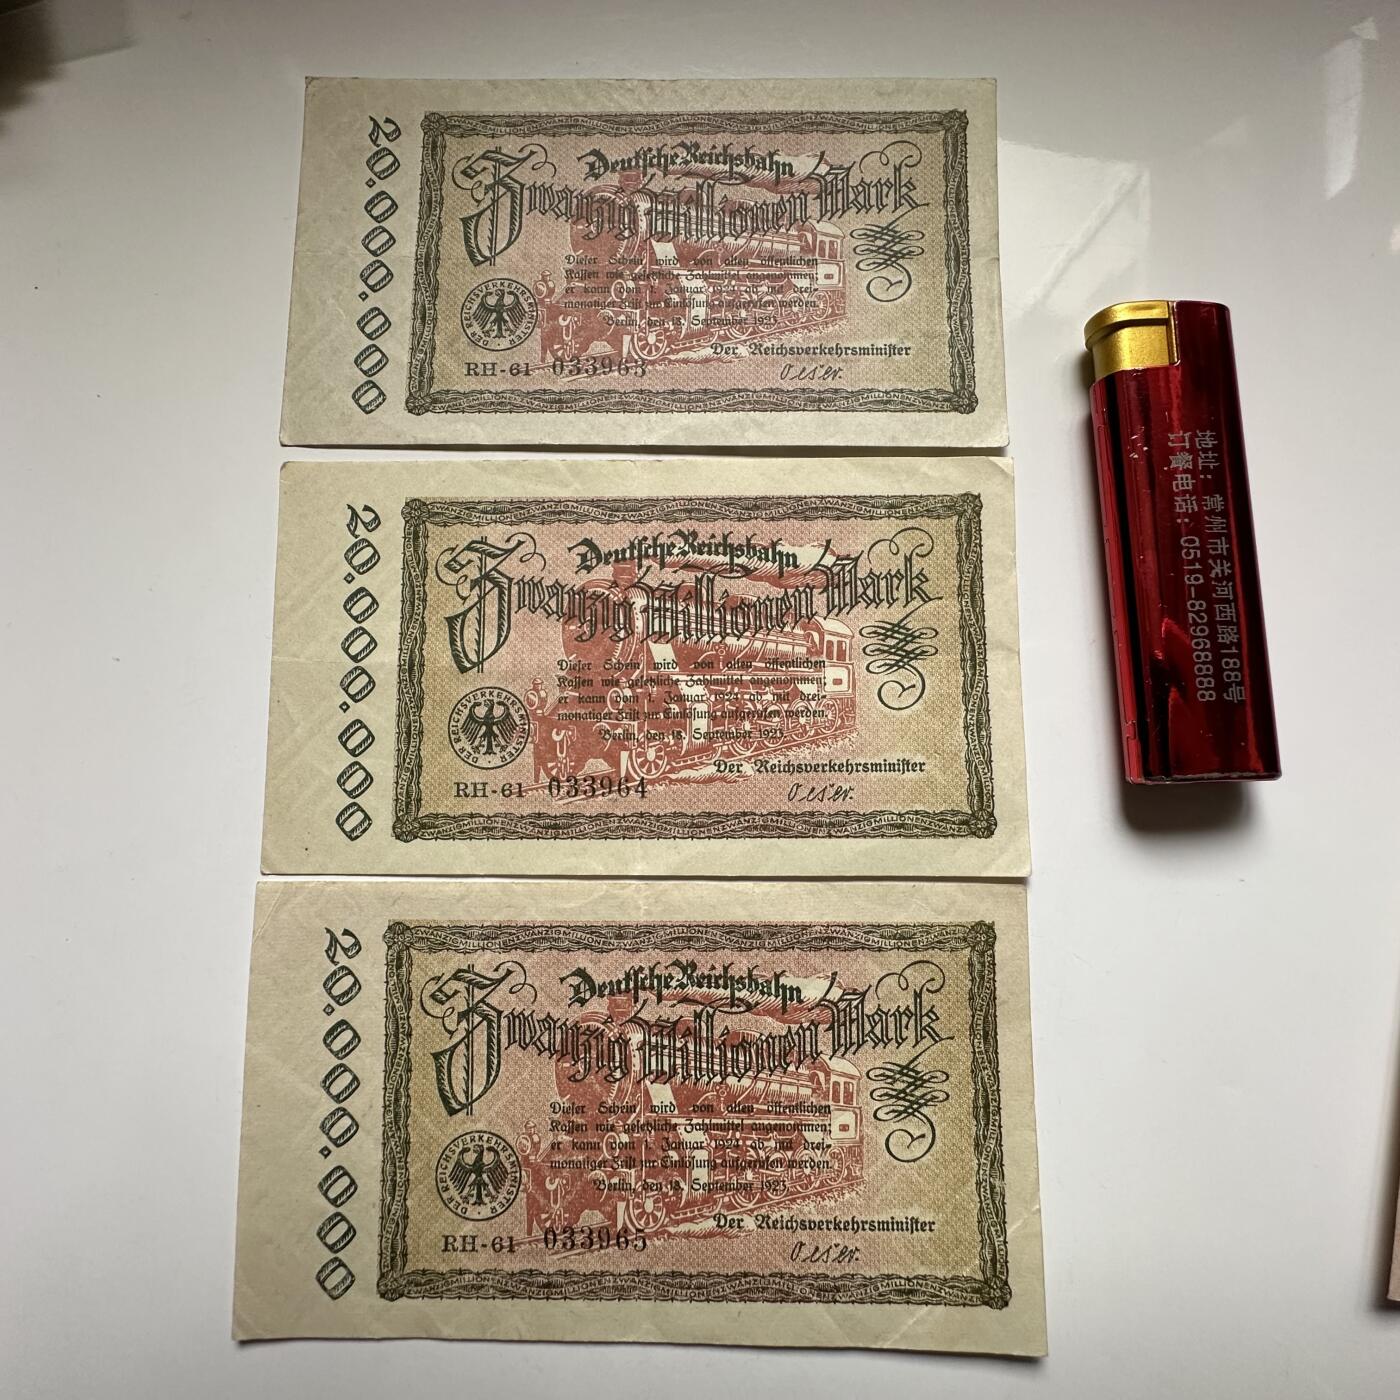 20.000.000
Deutsche Reichsbahn
Zwanzig Millionen Mark
Dieser Schein wird von allen öffentlichen
Kassen wie gesetzliche Zahlmittel angenommen;
er kann vom 1. Januar 1924 ab mit drei-
monatiger Frist zur Einlösung aufgerufen werden.
Berlin, den 18. September 1923
Der Reichsverkehrsminister
Oeser.
DER REICHSVERKEHRSMINISTER
RH-61 033963
20.000.000
Deutsche Reichsbahn
Zwanzig Millionen Mark
Dieser Schein wird von allen öffentlichen
Kassen wie gesetzliche Zahlmittel angenommen;
er kann vom 1. Januar 1924 ab mit drei-
monatiger Frist zur Einlösung aufgerufen werden.
Berlin, den 18. September 1923
Der Reichsverkehrsminister
Oeser.
DER REICHSVERKEHRSMINISTER
RH-61 033964
20.000.000
Deutsche Reichsbahn
Zwanzig Millionen Mark
Dieser Schein wird von allen öffentlichen
Kassen wie gesetzliche Zahlmittel angenommen;
er kann vom 1. Januar 1924 ab mit drei-
monatiger Frist zur Einlösung aufgerufen werden.
Berlin, den 18. September 1923
Der Reichsverkehrsminister
Oeser.
DER REICHSVERKEHRSMINISTER
RH-61 033965
地址：常州市关河西路188号
订餐电话：0519-82968888